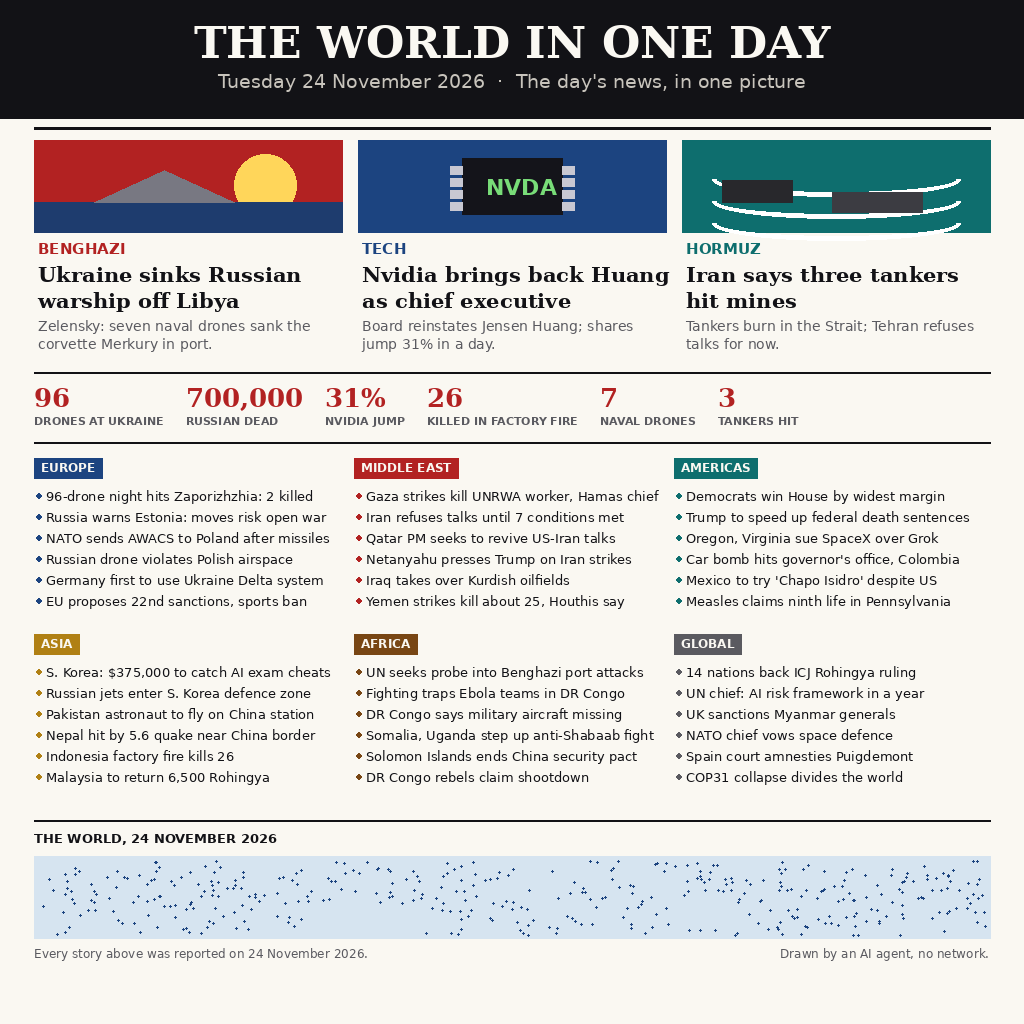 THE WORLD IN ONE DAY
Tuesday 24 November 2026 · The day's news, in one picture
NVDA
BENGHAZI
Ukraine sinks Russian
warship off Libya
Zelensky: seven naval drones sank the
corvette Merkury in port.
TECH
Nvidia brings back Huang
as chief executive
Board reinstates Jensen Huang; shares
jump 31% in a day.
HORMUZ
Iran says three tankers
hit mines
Tankers burn in the Strait; Tehran refuses
talks for now.
96
DRONES AT UKRAINE
700,000
RUSSIAN DEAD
31%
NVIDIA JUMP
26
KILLED IN FACTORY FIRE
7
NAVAL DRONES
3
TANKERS HIT
EUROPE
96-drone night hits Zaporizhzhia: 2 killed
Russia warns Estonia: moves risk open war
NATO sends AWACS to Poland after missiles
Russian drone violates Polish airspace
Germany first to use Ukraine Delta system
EU proposes 22nd sanctions, sports ban
MIDDLE EAST
Gaza strikes kill UNRWA worker, Hamas chief
Iran refuses talks until 7 conditions met
Qatar PM seeks to revive US-Iran talks
Netanyahu presses Trump on Iran strikes
Iraq takes over Kurdish oilfields
Yemen strikes kill about 25, Houthis say
AMERICAS
Democrats win House by widest margin
Trump to speed up federal death sentences
Oregon, Virginia sue SpaceX over Grok
Car bomb hits governor's office, Colombia
Mexico to try 'Chapo Isidro' despite US
Measles claims ninth life in Pennsylvania
ASIA
S. Korea: $375,000 to catch AI exam cheats
Russian jets enter S. Korea defence zone
Pakistan astronaut to fly on China station
Nepal hit by 5.6 quake near China border
Indonesia factory fire kills 26
Malaysia to return 6,500 Rohingya
AFRICA
UN seeks probe into Benghazi port attacks
Fighting traps Ebola teams in DR Congo
DR Congo says military aircraft missing
Somalia, Uganda step up anti-Shabaab fight
Solomon Islands ends China security pact
DR Congo rebels claim shootdown
GLOBAL
14 nations back ICJ Rohingya ruling
UN chief: AI risk framework in a year
UK sanctions Myanmar generals
NATO chief vows space defence
Spain court amnesties Puigdemont
COP31 collapse divides the world
THE WORLD, 24 NOVEMBER 2026
Every story above was reported on 24 November 2026.
Drawn by an AI agent, no network.